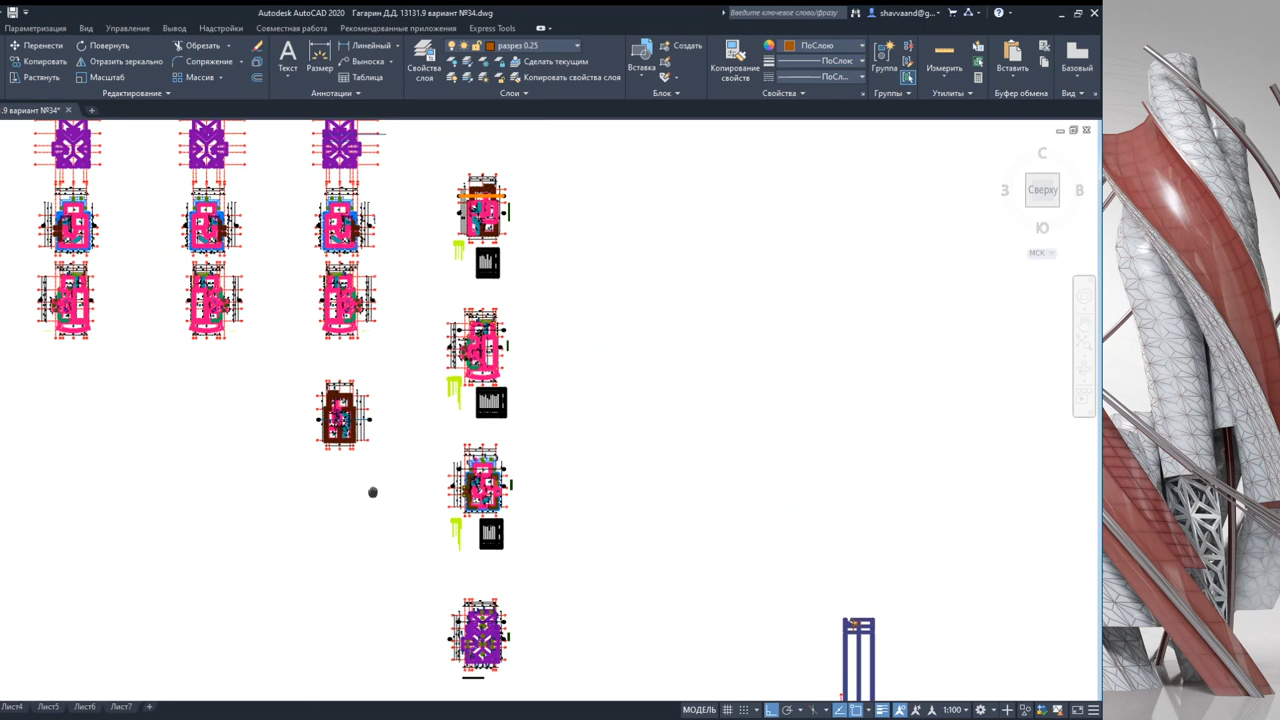 Autodesk AutoCAD 2020 Гагарин Д.Д. 13131.9 вариант №34.dwg
Введите ключевое слово/фразу
shavvaand@g...
Параметризация Вид Управление Вывод Надстройки Совместная работа Рекомендованные приложения Express Tools
Перенести Повернуть Обрезать
Копировать Отразить зеркально Сопряжение
Растянуть Масштаб Массив
Редактирование
Текст Размер
Линейный
Выноска
Таблица
Аннотации
Свойства слоя
разрез 0.25
Сделать текущим
Копировать свойства слоя
Слои
Вставка
Создать
Блок
Копирование свойств
ПоСлою
ПоСлою
ПоСл...
Свойства
Группа
Группы
Измерить
Утилиты
Вставить
Буфер обмена
Базовый
Вид
.9 вариант №34*
С
З Сверху В
Ю
МСК
Лист4 Лист5 Лист6 Лист7
МОДЕЛЬ 1:100